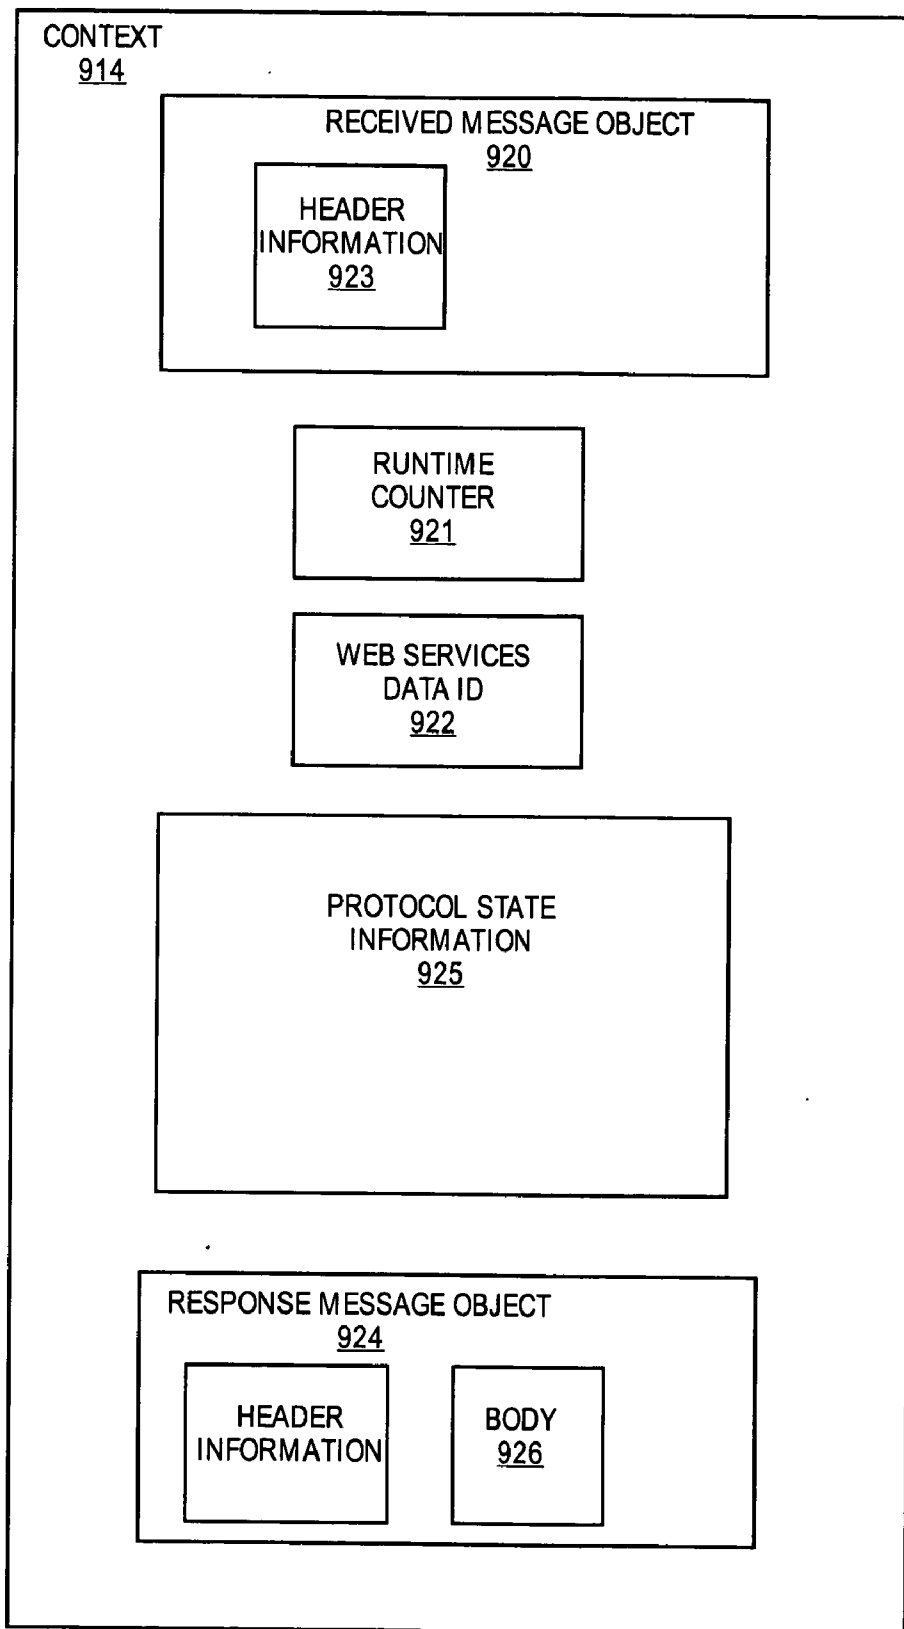 CONTEXT
914
RECEIVED MESSAGE OBJECT
920
HEADER
INFORMATION
923
RUNTIME
COUNTER
921
WEB SERVICES
DATA ID
922
PROTOCOL STATE
INFORMATION
925
RESPONSE MESSAGE OBJECT
924
HEADER
INFORMATION
BODY
926